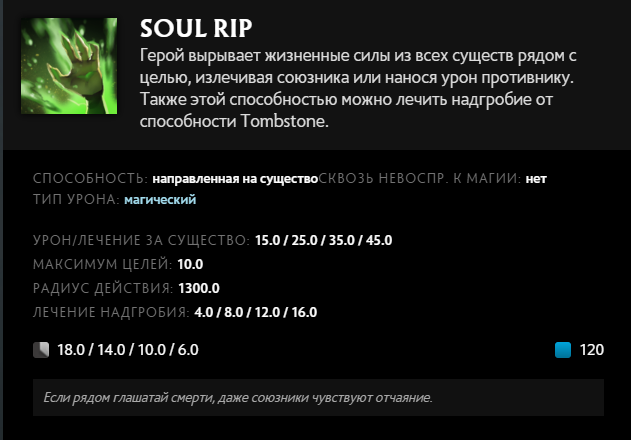 SOUL RIP
Герой вырывает жизненные силы из всех существ рядом с
целью, излечивая союзника или нанося урон противнику.
Также этой способностью можно лечить надгробие от
способности Tombstone.
СПОСОБНОСТЬ: направленная на существоСКВОЗЬ НЕВОСПР. К МАГИИ: нет
ТИП УРОНА: магический
УРОН/ЛЕЧЕНИЕ ЗА СУЩЕСТВО: 15.0 / 25.0 / 35.0 / 45.0
МАКСИМУМ ЦЕЛЕЙ: 10.0
РАДИУС ДЕЙСТВИЯ: 1300.0
ЛЕЧЕНИЕ НАДГРОБИЯ: 4.0 / 8.0 / 12.0 / 16.0
18.0 / 14.0 / 10.0 / 6.0 120
Если рядом глашатай смерти, даже союзники чувствуют отчаяние.